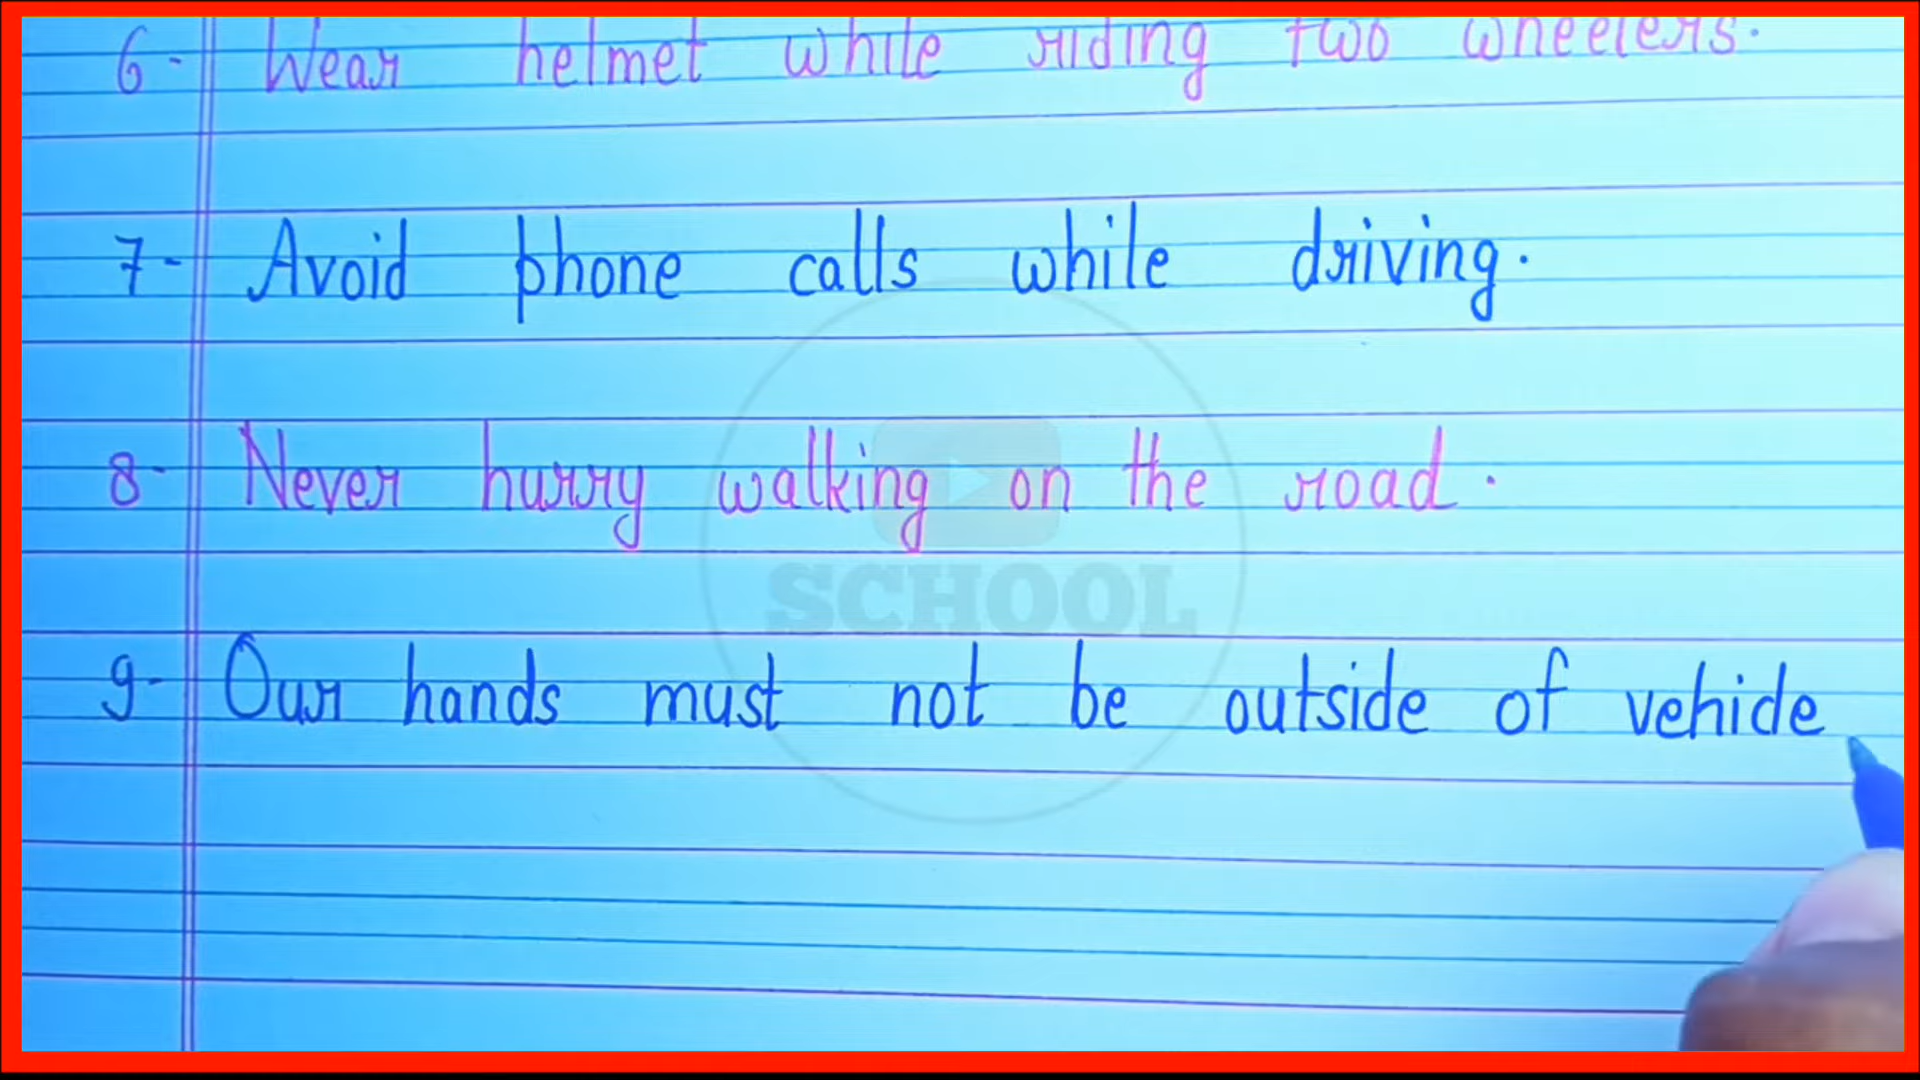 6- Wear helmet while riding two wheelers.
7- Avoid phone calls while driving.
8- Never hurry walking on the road.
SCHOOL
9- Our hands must not be outside of vehicle